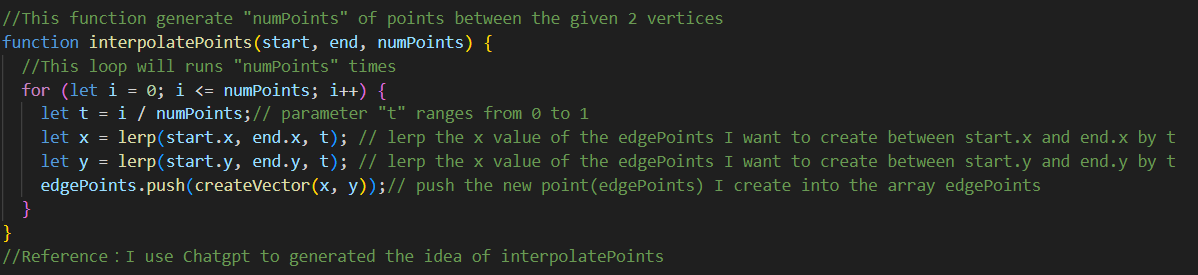 //This function generate "numPoints" of points between the given 2 vertices
function interpolatePoints(start, end, numPoints) {
//This loop will runs "numPoints" times
for (let i = 0; i <= numPoints; i++) {
let t = i / numPoints;// parameter "t" ranges from 0 to 1
let x = lerp(start.x, end.x, t); // lerp the x value of the edgePoints I want to create between start.x and end.x by t
let y = lerp(start.y, end.y, t); // lerp the x value of the edgePoints I want to create between start.y and end.y by t
edgePoints.push(createVector(x, y));// push the new point(edgePoints) I create into the array edgePoints
}
}
//Reference：I use Chatgpt to generated the idea of interpolatePoints